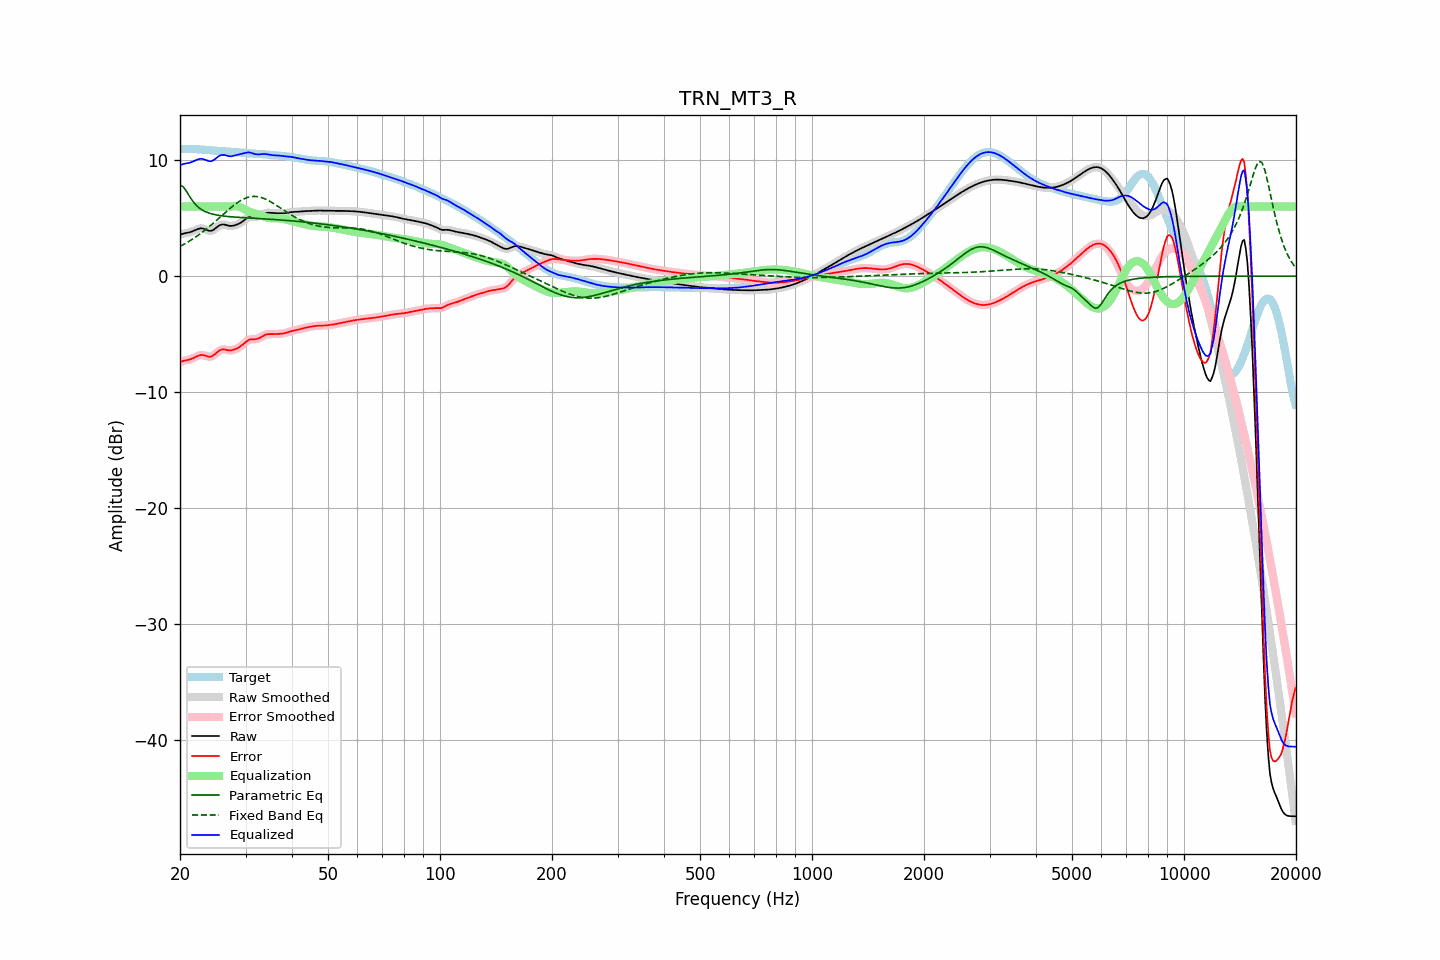 TRN_MT3_R
Amplitude (dBr)
10
0
−10
−20
−30
−40
Target
Raw Smoothed
Error Smoothed
Raw
Error
Equalization
Parametric Eq
Fixed Band Eq
Equalized
20 50 100 200 500 1000 2000 5000 10000 20000
Frequency (Hz)